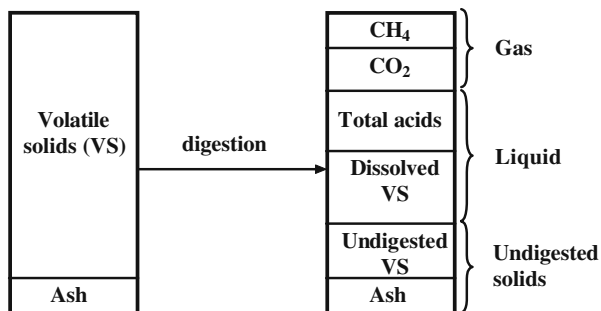 Volatile
solids (VS)
Ash
digestion
CH₄
CO₂
Total acids
Dissolved
VS
Undigested
VS
Ash
Gas
Liquid
Undigested
solids